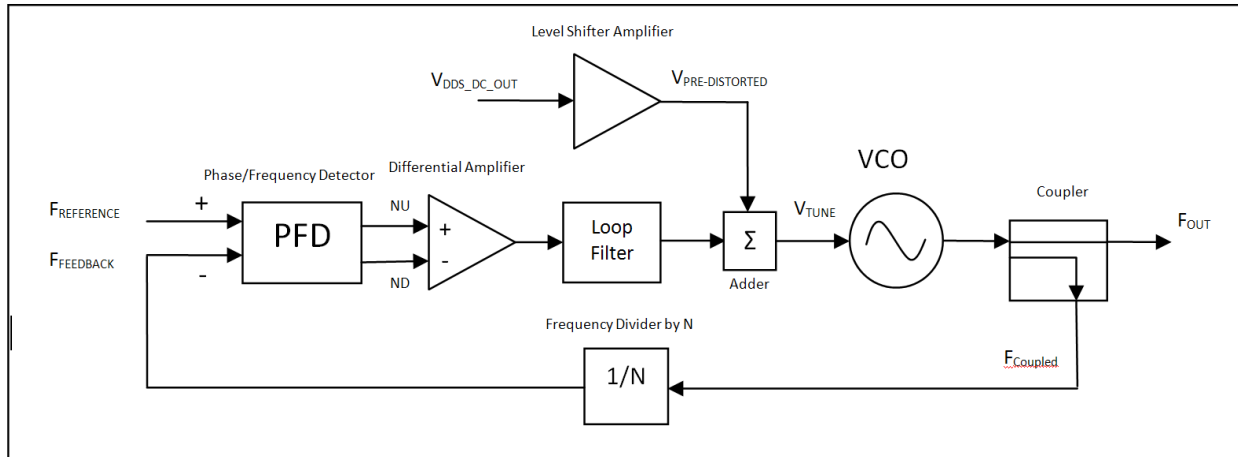 Level Shifter Amplifier
VDDS_DC_OUT
VPRE-DISTORTED
VCO
Phase/Frequency Detector
Differential Amplifier
Coupler
FREFERENCE
+
PFD
NU
+
-
Loop
Filter
Σ
VTUNE
FOUT
FFEEDBACK
-
ND
Adder
Frequency Divider by N
1/N
FCoupled